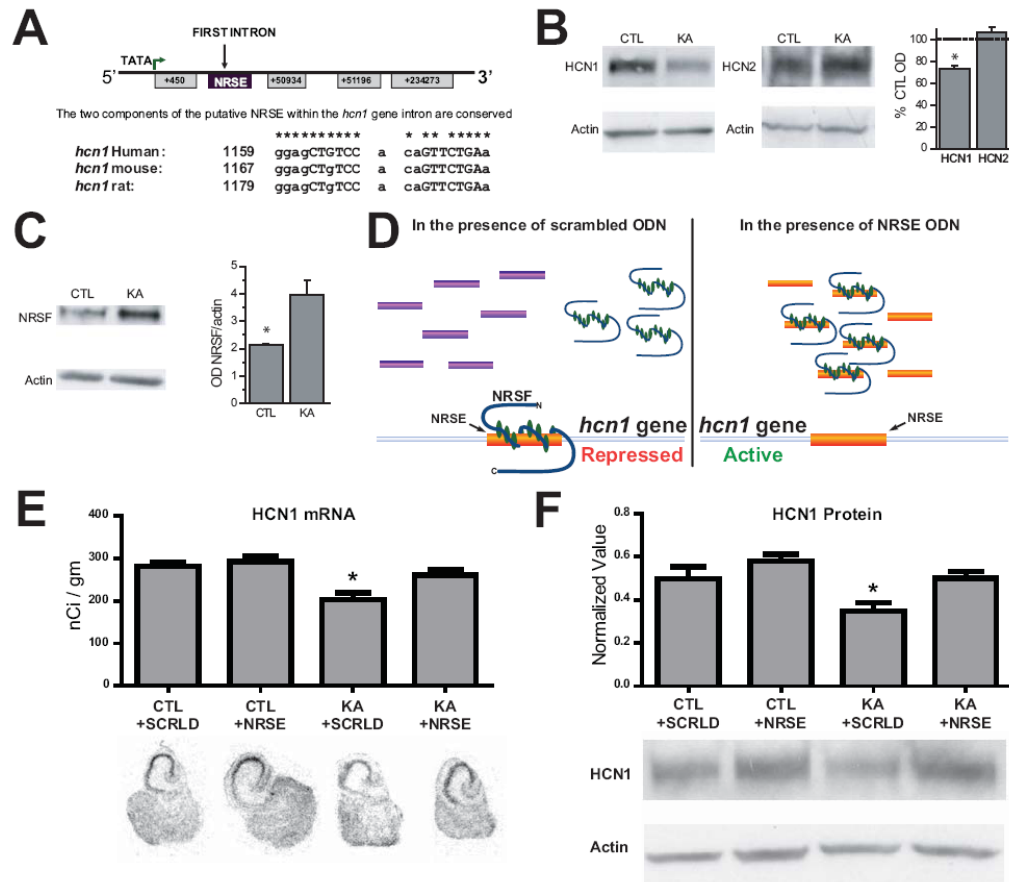 A
FIRST INTRON
TATA
5' +450 NRSE +50934 +51196 +234273 3'
The two components of the putative NRSE within the hcn1 gene intron are conserved
*********** * ** *****
hcn1 Human: 1159 ggagCTGTCC a caGTTCTGAa
hcn1 mouse: 1167 ggagCTgTCC a caGTTCTGAa
hcn1 rat: 1179 ggagCTgTCC a caGTTCTGAa
B
CTL KA CTL KA
HCN1 HCN2
Actin Actin
% CTL OD
100
80
60
40
20
0
*
HCN1 HCN2
C
CTL KA
NRSF
Actin
OD NRSF/actin
5
4
3
2
1
0
*
CTL KA
D
In the presence of scrambled ODN
NRSF N
NRSE
C
hcn1 gene
Repressed
In the presence of NRSE ODN
NRSE
hcn1 gene
Active
E
HCN1 mRNA
nCi / gm
400
300
200
100
0
*
CTL CTL KA KA
+SCRLD +NRSE +SCRLD +NRSE
F
HCN1 Protein
Normalized Value
0.8
0.6
0.4
0.2
0.0
*
CTL CTL KA KA
+SCRLD +NRSE +SCRLD +NRSE
HCN1
Actin